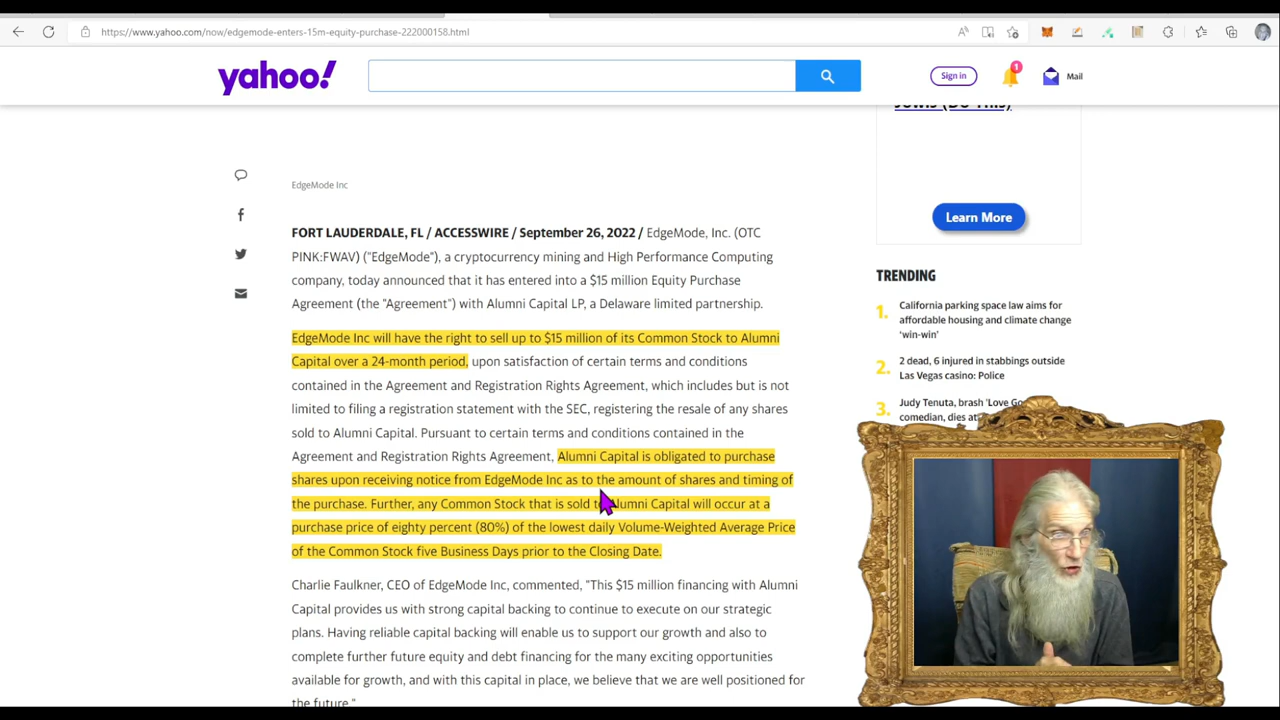 https://www.yahoo.com/now/edgemode-enters-15m-equity-purchase-222000158.html
yahoo!
Sign in
1
Mail
Jowls (Do This)
Learn More
EdgeMode Inc
FORT LAUDERDALE, FL / ACCESSWIRE / September 26, 2022 / EdgeMode, Inc. (OTC
PINK:FWAV) ("EdgeMode"), a cryptocurrency mining and High Performance Computing
company, today announced that it has entered into a $15 million Equity Purchase
Agreement (the "Agreement") with Alumni Capital LP, a Delaware limited partnership.
EdgeMode Inc will have the right to sell up to $15 million of its Common Stock to Alumni
Capital over a 24-month period, upon satisfaction of certain terms and conditions
contained in the Agreement and Registration Rights Agreement, which includes but is not
limited to filing a registration statement with the SEC, registering the resale of any shares
sold to Alumni Capital. Pursuant to certain terms and conditions contained in the
Agreement and Registration Rights Agreement, Alumni Capital is obligated to purchase
shares upon receiving notice from EdgeMode Inc as to the amount of shares and timing of
the purchase. Further, any Common Stock that is sold to Alumni Capital will occur at a
purchase price of eighty percent (80%) of the lowest daily Volume-Weighted Average Price
of the Common Stock five Business Days prior to the Closing Date.
Charlie Faulkner, CEO of EdgeMode Inc, commented, "This $15 million financing with Alumni
Capital provides us with strong capital backing to continue to execute on our strategic
plans. Having reliable capital backing will enable us to support our growth and also to
complete further future equity and debt financing for the many exciting opportunities
available for growth, and with this capital in place, we believe that we are well positioned for
the future."
TRENDING
1. California parking space law aims for
affordable housing and climate change
'win-win'
2. 2 dead, 6 injured in stabbings outside
Las Vegas casino: Police
3. Judy Tenuta, brash 'Love
comedian, dies